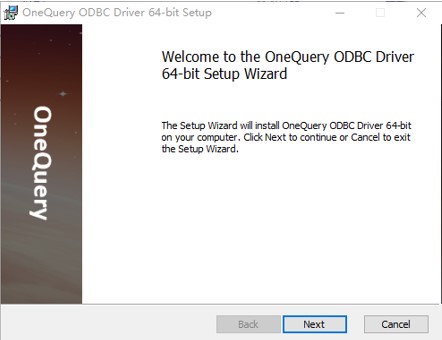 OneQuery ODBC Driver 64-bit Setup
OneQuery
Welcome to the OneQuery ODBC Driver
64-bit Setup Wizard
The Setup Wizard will install OneQuery ODBC Driver 64-bit
on your computer. Click Next to continue or Cancel to exit
the Setup Wizard.
Back
Next
Cancel